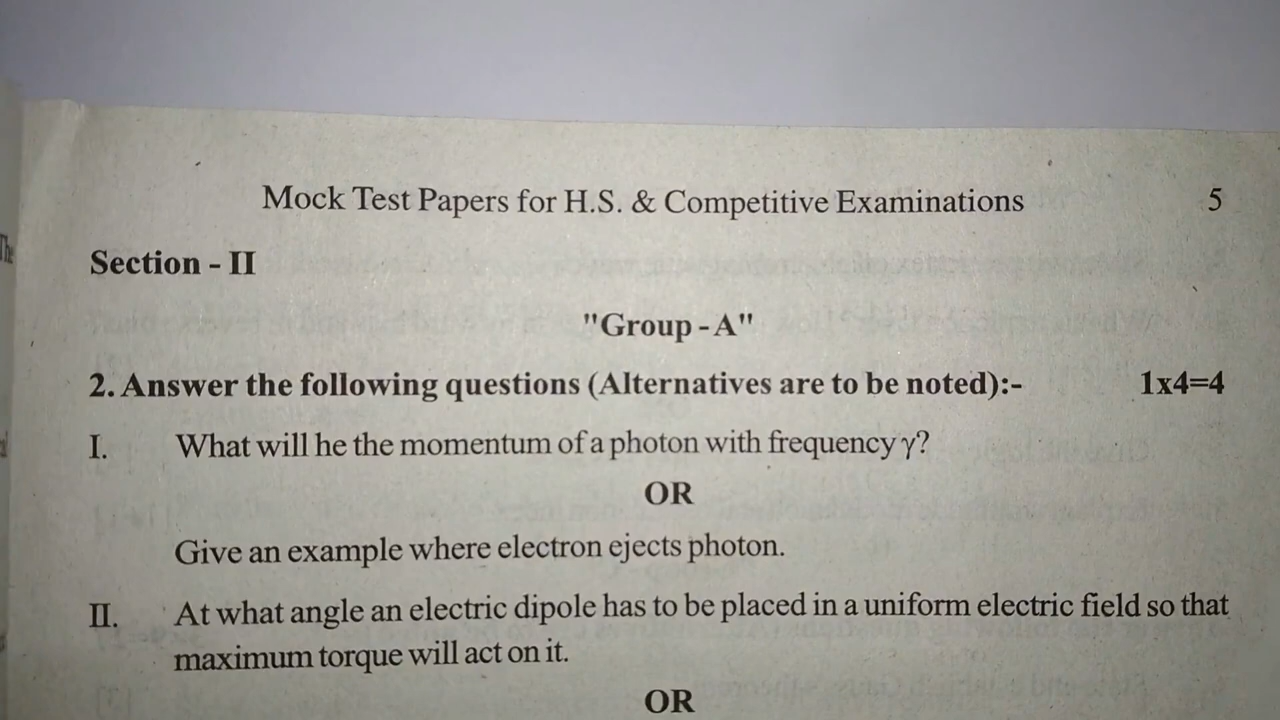 Mock Test Papers for H.S. & Competitive Examinations 5
Section - II
"Group - A"
2. Answer the following questions (Alternatives are to be noted):- 1x4=4
I. What will he the momentum of a photon with frequency γ?
OR
Give an example where electron ejects photon.
II. At what angle an electric dipole has to be placed in a uniform electric field so that
maximum torque will act on it.
OR